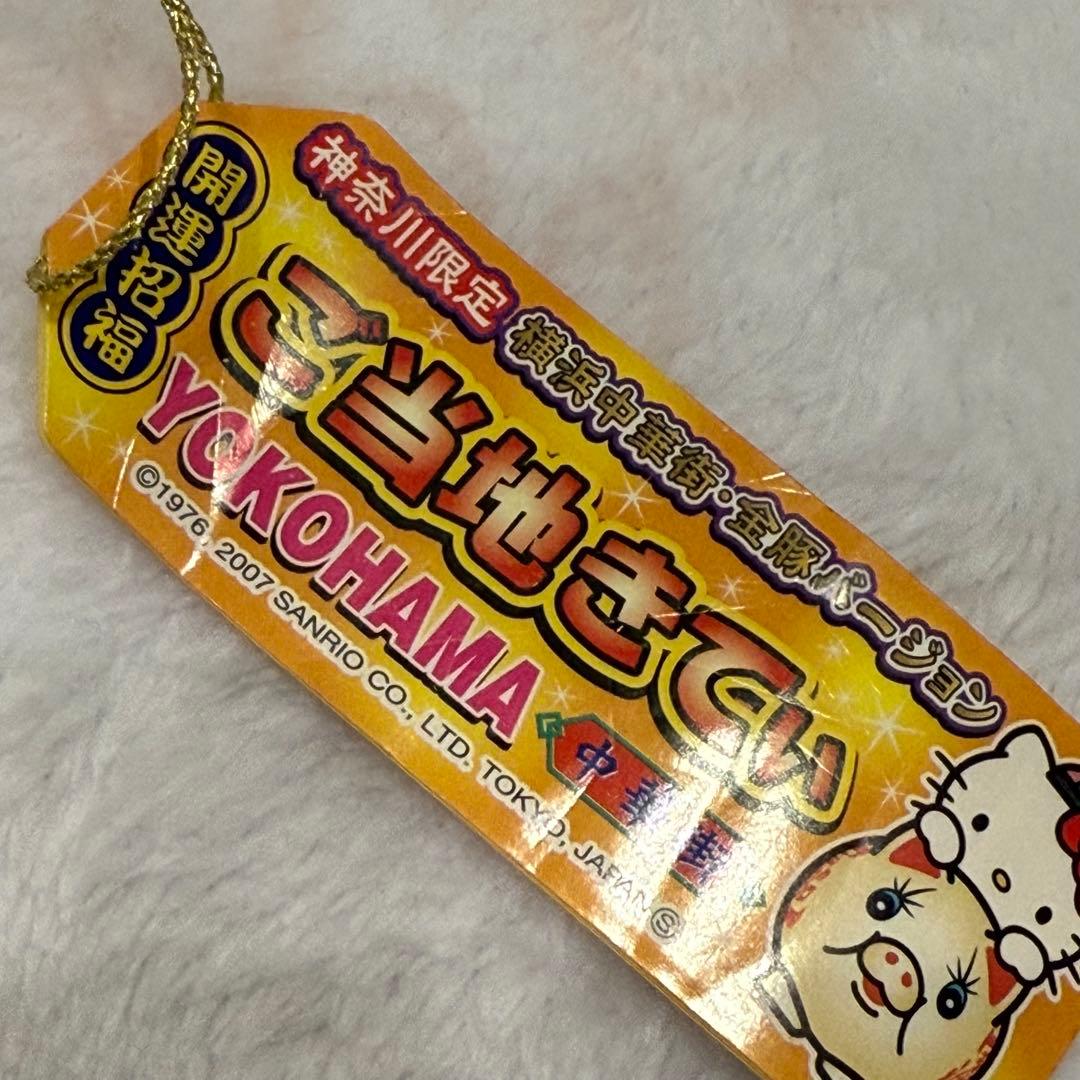 開運招福
神奈川限定
横浜中華街・金豚バージョン
ご当地きてぃ
YOKOHAMA
中華街
©1976, 2007 SANRIO CO., LTD. TOKYO, JAPAN Ⓢ